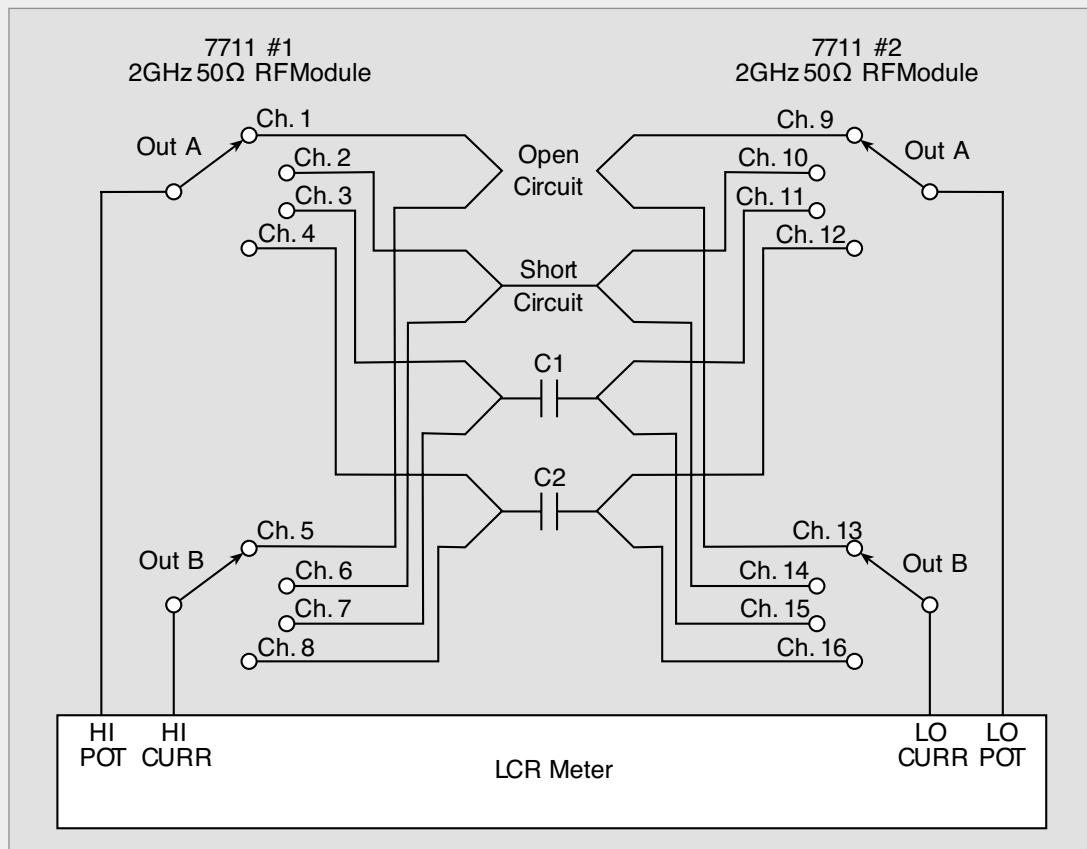 7711 #1
2GHz 50Ω RFModule
7711 #2
2GHz 50Ω RFModule
Out A
Ch. 1
Ch. 2
Ch. 3
Ch. 4
Open
Circuit
Short
Circuit
C1
C2
Ch. 9
Ch. 10
Ch. 11
Ch. 12
Out A
Out B
Ch. 5
Ch. 6
Ch. 7
Ch. 8
Ch. 13
Ch. 14
Ch. 15
Ch. 16
Out B
HI
POT
HI
CURR
LCR Meter
LO
CURR
LO
POT